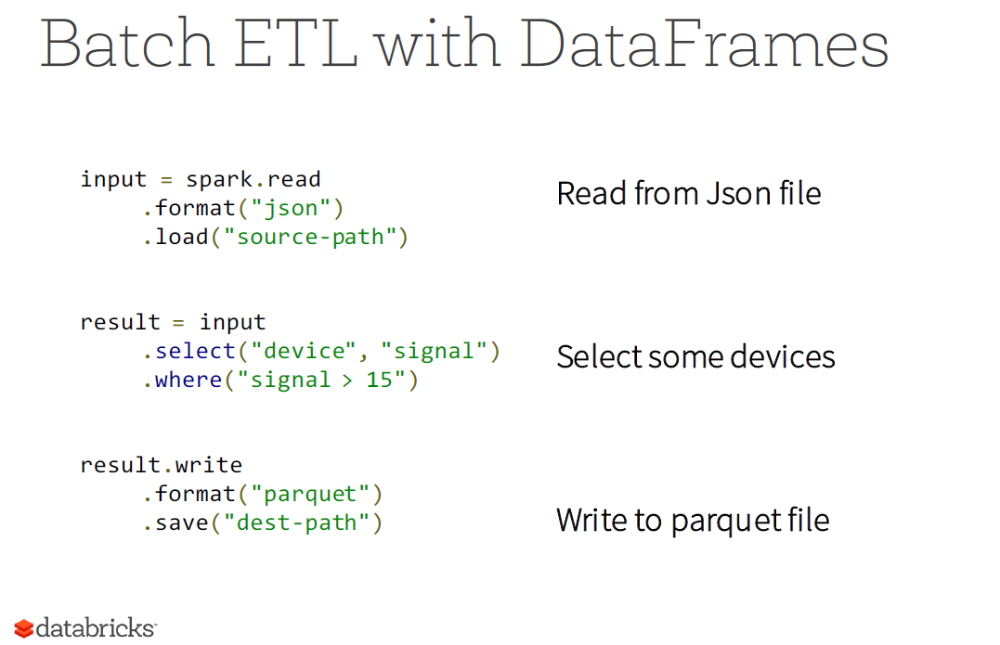 Batch ETL with DataFrames
input = spark.read
.format("json")
.load("source-path")
Read from Json file
result = input
.select("device", "signal")
.where("signal > 15")
Select some devices
result.write
.format("parquet")
.save("dest-path")
Write to parquet file
databricks